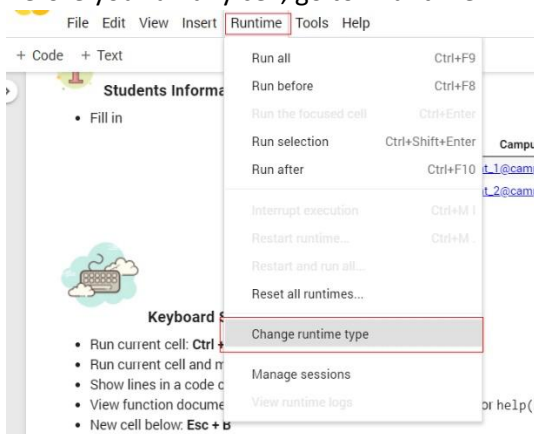 File Edit View Insert Runtime Tools Help
+ Code + Text
Run all Ctrl+F9
Run before Ctrl+F8
Run the focused cell Ctrl+Enter
Run selection Ctrl+Shift+Enter
Run after Ctrl+F10
Interrupt execution Ctrl+M I
Restart runtime... Ctrl+M .
Restart and run all...
Reset all runtimes...
Change runtime type
Manage sessions
View runtime logs
Students Informa
• Fill in
Campu
t_1@cam
t_2@cam
Keyboard S
• Run current cell: Ctrl +
• Run current cell and m
• Show lines in a code c
• View function docume
or help(
• New cell below: Esc + B